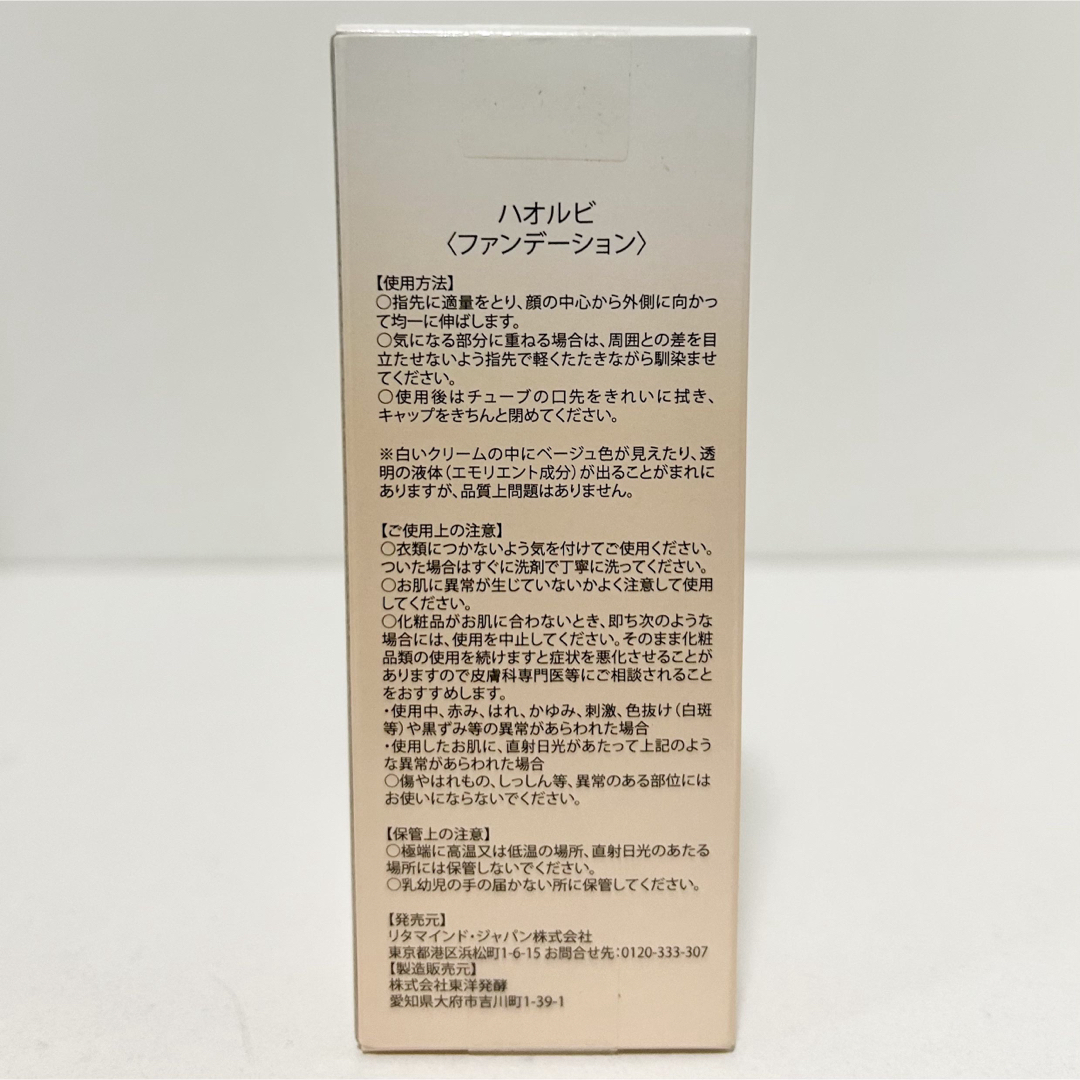 ハオルビ
〈ファンデーション〉
【使用方法】
○指先に適量をとり、顔の中心から外側に向かっ
て均一に伸ばします。
○気になる部分に重ねる場合は、周囲との差を目
立たせないよう指先で軽くたたきながら馴染ませ
てください。
○使用後はチューブの口先をきれいに拭き、
キャップをきちんと閉めてください。
※白いクリームの中にベージュ色が見えたり、透
明の液体（エモリエント成分）が出ることがまれに
ありますが、品質上問題はありません。
【ご使用上の注意】
○衣類につかないよう気を付けてご使用ください。
ついた場合はすぐに洗剤で丁寧に洗ってください。
○お肌に異常が生じていないかよく注意して使用
してください。
○化粧品がお肌に合わないとき、即ち次のような
場合には、使用を中止してください。そのまま化粧
品類の使用を続けますと症状を悪化させることが
ありますので皮膚科専門医等にご相談されること
をおすすめします。
・使用中、赤み、はれ、かゆみ、刺激、色抜け（白斑
等）や黒ずみ等の異常があらわれた場合
・使用したお肌に、直射日光があたって上記のよう
な異常があらわれた場合
○傷やはれもの、しっしん等、異常のある部位には
お使いにならないでください。
【保管上の注意】
○極端に高温又は低温の場所、直射日光のあたる
場所には保管しないでください。
○乳幼児の手の届かない所に保管してください。
【発売元】
リタマインド・ジャパン株式会社
東京都港区浜松町1-6-15 お問合せ先：0120-333-307
【製造販売元】
株式会社東洋発酵
愛知県大府市吉川町1-39-1